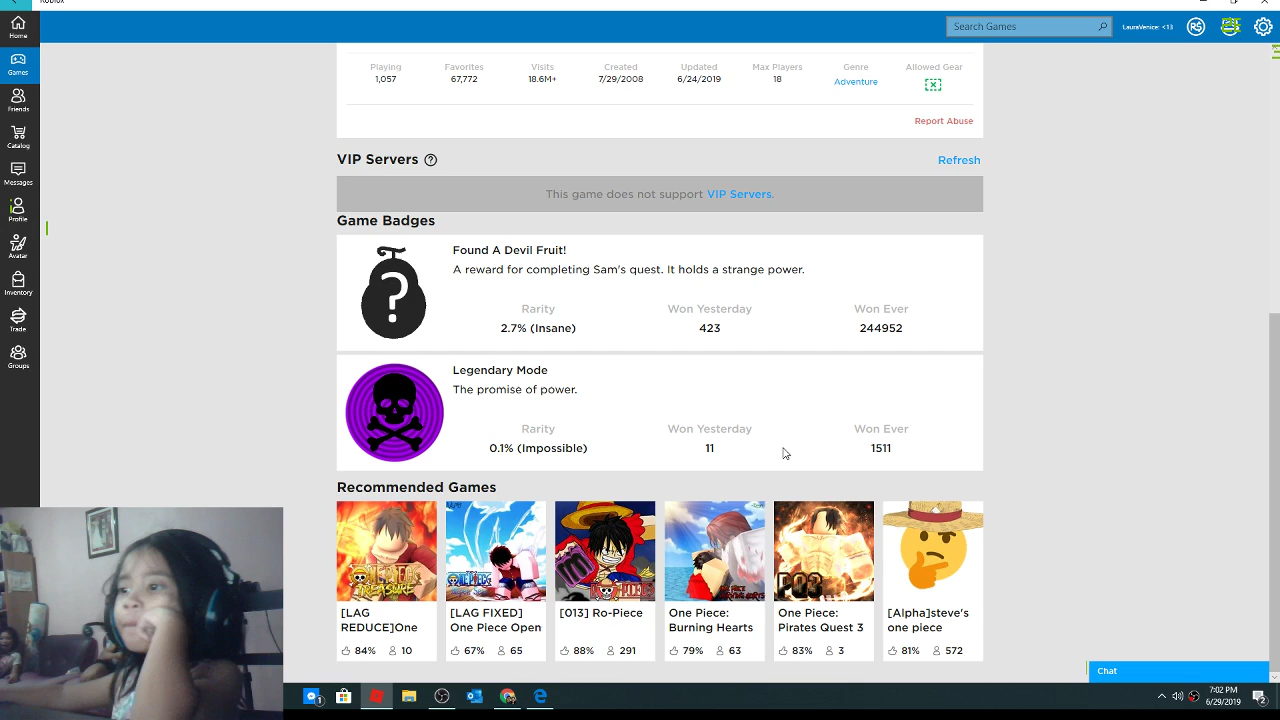 Roblox
Home
Games
Friends
Catalog
Messages
Profile
Avatar
Inventory
Trade
Groups
Search Games
LauraVenice: <13
Playing
1,057
Favorites
67,772
Visits
18.6M+
Created
7/29/2008
Updated
6/24/2019
Max Players
18
Genre
Adventure
Allowed Gear
Report Abuse
VIP Servers ?
Refresh
This game does not support VIP Servers.
Game Badges
?
Found A Devil Fruit!
A reward for completing Sam's quest. It holds a strange power.
Rarity
2.7% (Insane)
Won Yesterday
423
Won Ever
244952
Legendary Mode
The promise of power.
Rarity
0.1% (Impossible)
Won Yesterday
11
Won Ever
1511
Recommended Games
[LAG
REDUCE]One
84% 10
[LAG FIXED]
One Piece Open
67% 65
[013] Ro-Piece
88% 291
One Piece:
Burning Hearts
79% 63
One Piece:
Pirates Quest 3
83% 3
[Alpha]steve's
one piece
81% 572
Chat
7:02 PM
6/29/2019